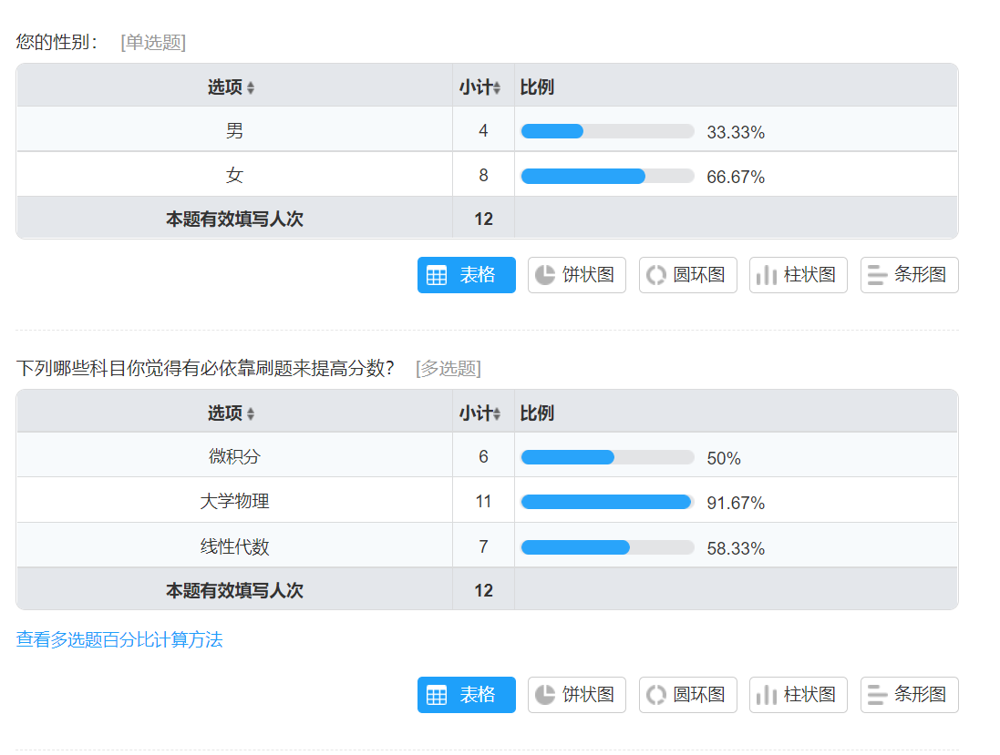 您的性别： [单选题]
选项 小计 比例
男 4 33.33%
女 8 66.67%
本题有效填写人次 12
表格 饼状图 圆环图 柱状图 条形图
下列哪些科目你觉得有必依靠刷题来提高分数？ [多选题]
选项 小计 比例
微积分 6 50%
大学物理 11 91.67%
线性代数 7 58.33%
本题有效填写人次 12
查看多选题百分比计算方法
表格 饼状图 圆环图 柱状图 条形图